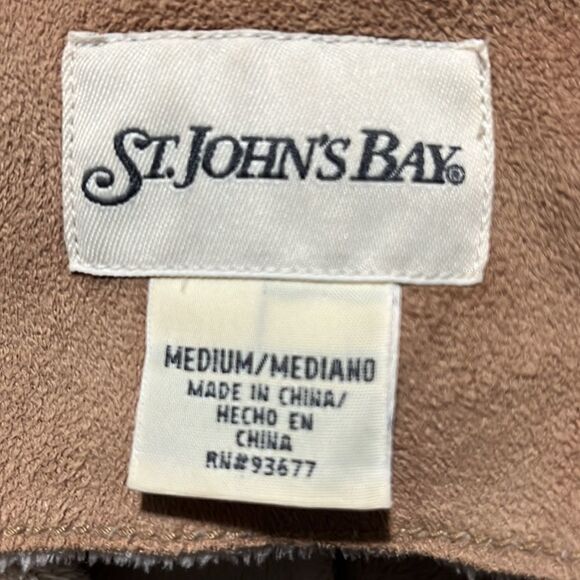 ST. JOHN'S BAY®
MEDIUM/MEDIANO
MADE IN CHINA/
HECHO EN
CHINA
RN#93677